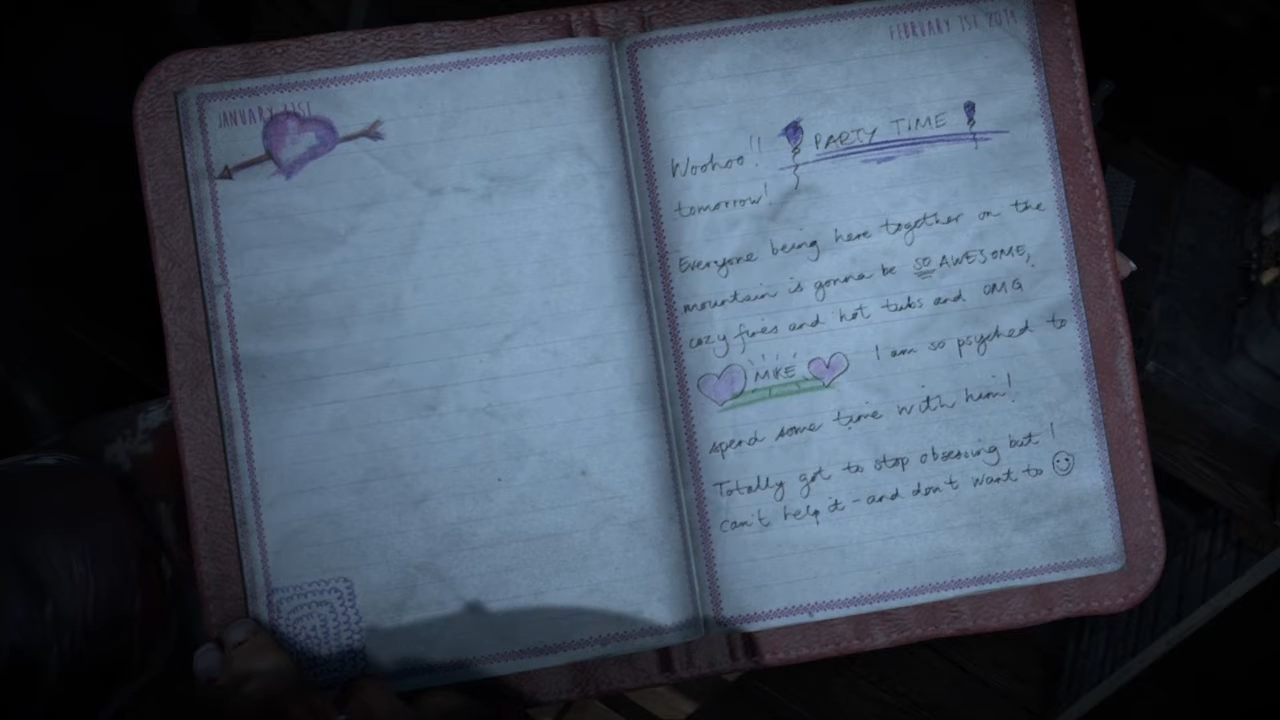 JANUARY 31ST
FEBRUARY 1ST 2014
Woohoo!! PARTY TIME
tomorrow!
Everyone being here together on the
mountain is gonna be so AWESOME,
cozy fires and hot tubs and OMG
MIKE I am so psyched to
spend some time with him!
Totally got to stop obsessing but I
can't help it - and don't want to